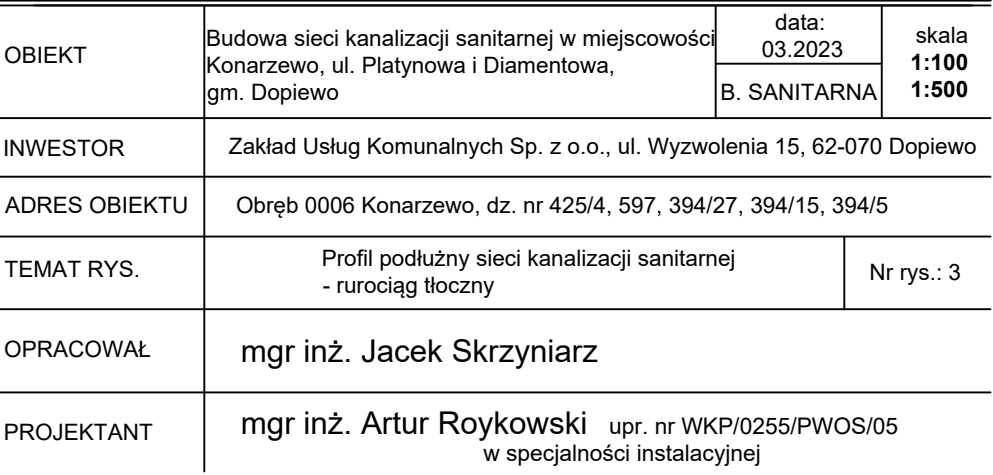 OBIEKT
Budowa sieci kanalizacji sanitarnej w miejscowości
Konarzewo, ul. Platynowa i Diamentowa,
gm. Dopiewo
data:
03.2023
B. SANITARNA
skala
1:100
1:500
INWESTOR
Zakład Usług Komunalnych Sp. z o.o., ul. Wyzwolenia 15, 62-070 Dopiewo
ADRES OBIEKTU
Obręb 0006 Konarzewo, dz. nr 425/4, 597, 394/27, 394/15, 394/5
TEMAT RYS.
Profil podłużny sieci kanalizacji sanitarnej
- rurociąg tłoczny
Nr rys.: 3
OPRACOWAŁ
mgr inż. Jacek Skrzyniarz
PROJEKTANT
mgr inż. Artur Roykowski upr. nr WKP/0255/PWOS/05
w specjalności instalacyjnej